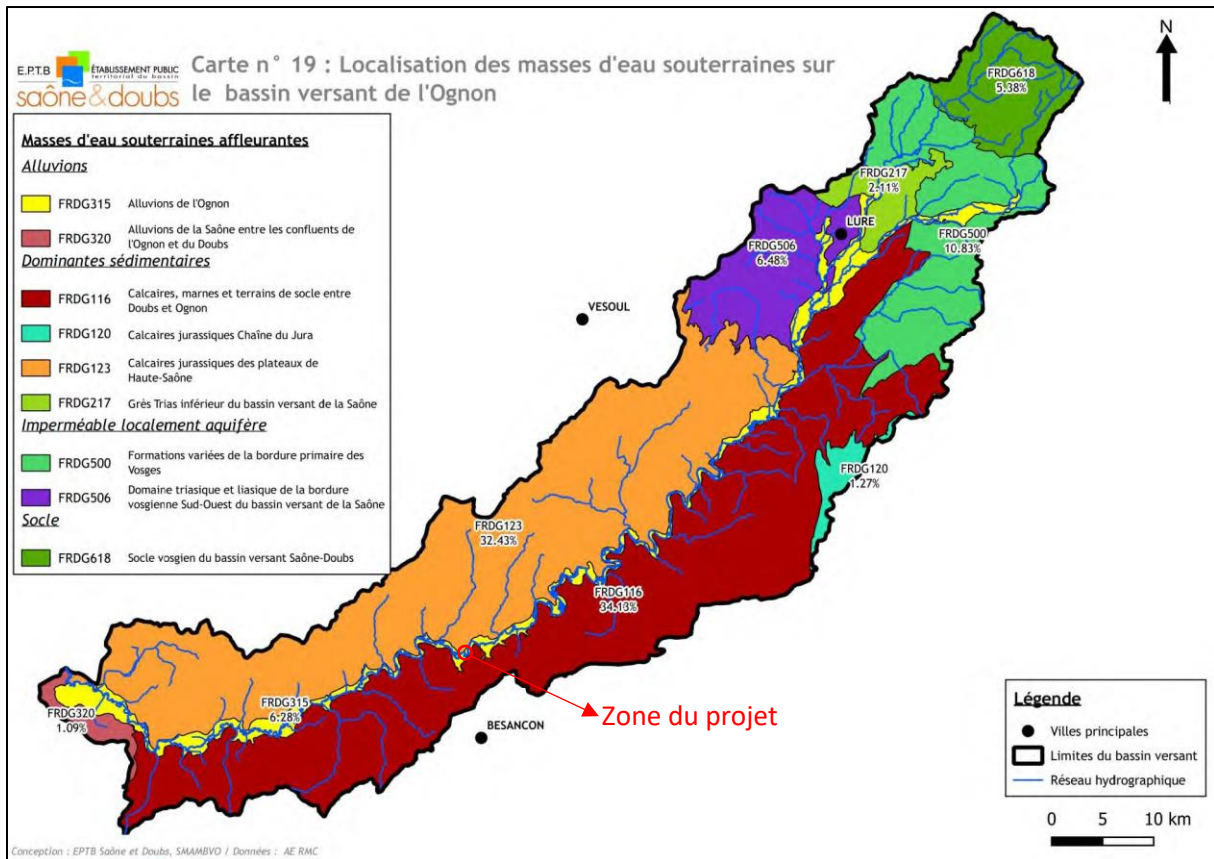 E.P.T.B
ÉTABLISSEMENT PUBLIC
territorial du bassin
saône&doubs
Carte n° 19 : Localisation des masses d'eau souterraines sur
le bassin versant de l'Ognon
Masses d'eau souterraines affleurantes
Alluvions
FRDG315 Alluvions de l'Ognon
FRDG320 Alluvions de la Saône entre les confluents de
l'Ognon et du Doubs
Dominantes sédimentaires
FRDG116 Calcaires, marnes et terrains de socle entre
Doubs et Ognon
FRDG120 Calcaires jurassiques Chaîne du Jura
FRDG123 Calcaires jurassiques des plateaux de
Haute-Saône
FRDG217 Grès Trias inférieur du bassin versant de la Saône
Imperméable localement aquifère
FRDG500 Formations variées de la bordure primaire des
Vosges
FRDG506 Domaine triasique et liasique de la bordure
vosgienne Sud-Ouest du bassin versant de la Saône
Socle
FRDG618 Socle vosgien du bassin versant Saône-Doubs
N
FRDG618
5.38%
FRDG217
2.11%
LURE
FRDG500
10.83%
FRDG506
6.48%
VESOUL
FRDG120
1.27%
FRDG123
32.43%
FRDG116
34.13%
FRDG315
6.28%
FRDG320
1.09%
BESANCON
Zone du projet
Légende
Villes principales
Limites du bassin versant
Réseau hydrographique
0 5 10 km
Conception : EPTB Saône et Doubs, SMAMBVO / Données : AE RMC